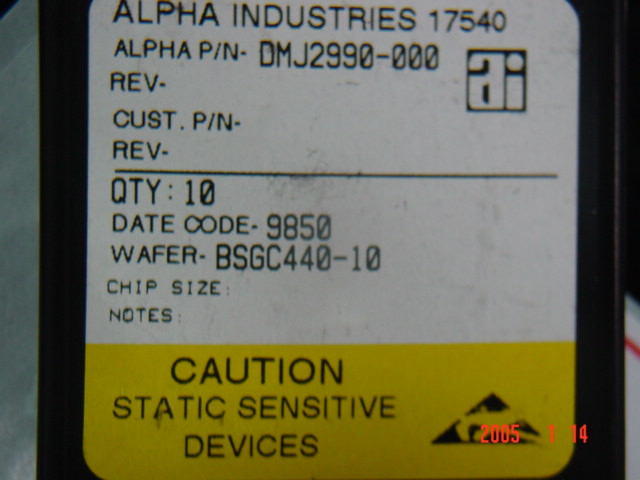 ALPHA INDUSTRIES 17540
ALPHA P/N- DMJ2990-000
REV-
ai
CUST. P/N-
REV-
QTY: 10
DATE CODE- 9850
WAFER- BSGC440-10
CHIP SIZE:
NOTES:
CAUTION
STATIC SENSITIVE
DEVICES
2005 1 14